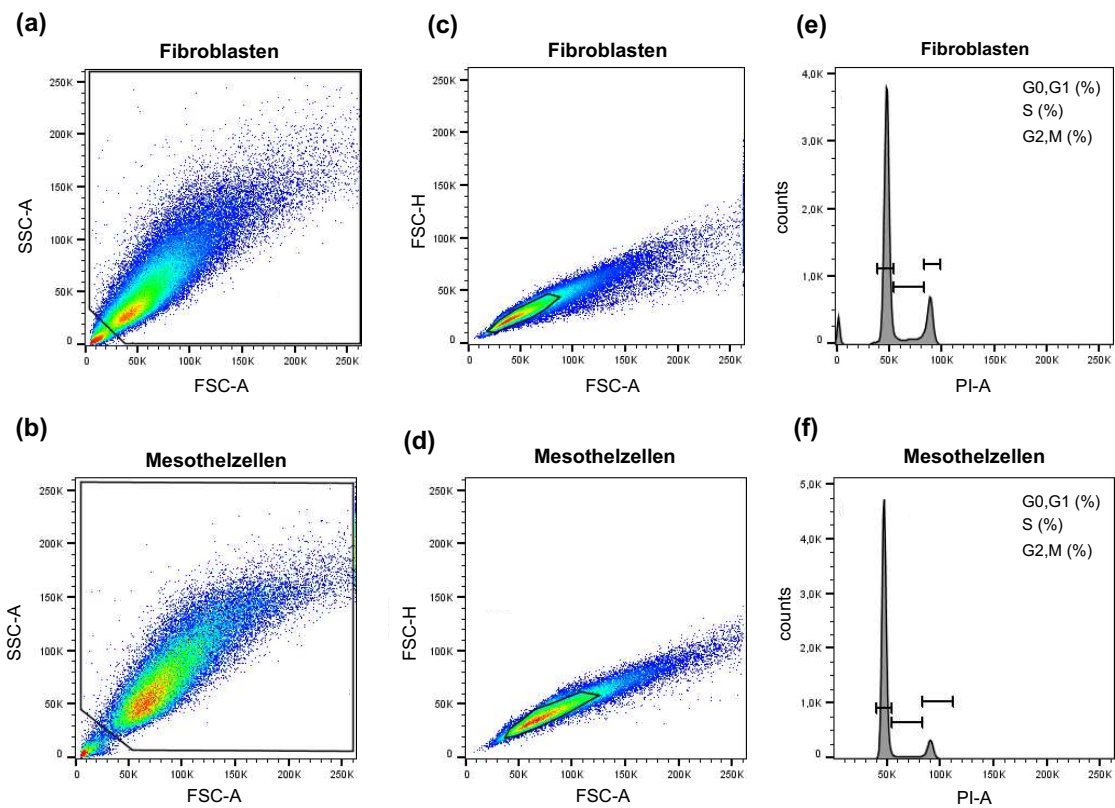 (a)
Fibroblasten
250K
200K
150K
100K
50K
0
SSC-A
0 50K 100K 150K 200K 250K
FSC-A
(c)
Fibroblasten
250K
200K
150K
100K
50K
0
FSC-H
0 50K 100K 150K 200K 250K
FSC-A
(e)
Fibroblasten
4,0K
3,0K
2,0K
1,0K
0
counts
G0,G1 (%)
S (%)
G2,M (%)
0 50K 100K 150K 200K 250K
PI-A
(b)
Mesothelzellen
250K
200K
150K
100K
50K
0
SSC-A
0 50K 100K 150K 200K 250K
FSC-A
(d)
Mesothelzellen
250K
200K
150K
100K
50K
0
FSC-H
0 50K 100K 150K 200K 250K
FSC-A
(f)
Mesothelzellen
5,0K
4,0K
3,0K
2,0K
1,0K
0
counts
G0,G1 (%)
S (%)
G2,M (%)
50K 100K 150K 200K 250K
PI-A